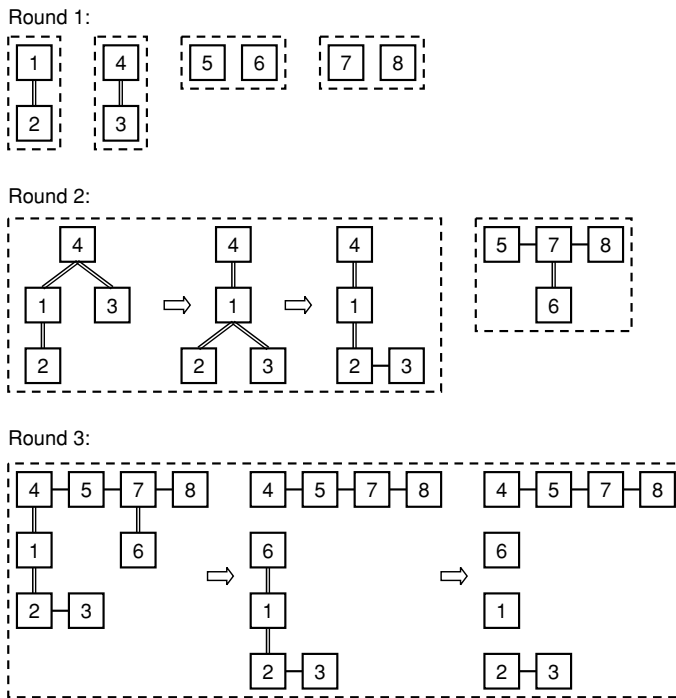 Round 1:
1 4 5 6 7 8
2 3
Round 2:
4 4 4 5 7 8
1 3 1 1 6
2 2 3 2 3
Round 3:
4 5 7 8 4 5 7 8 4 5 7 8
1 6 6 6
2 3 1 1
2 3 2 3